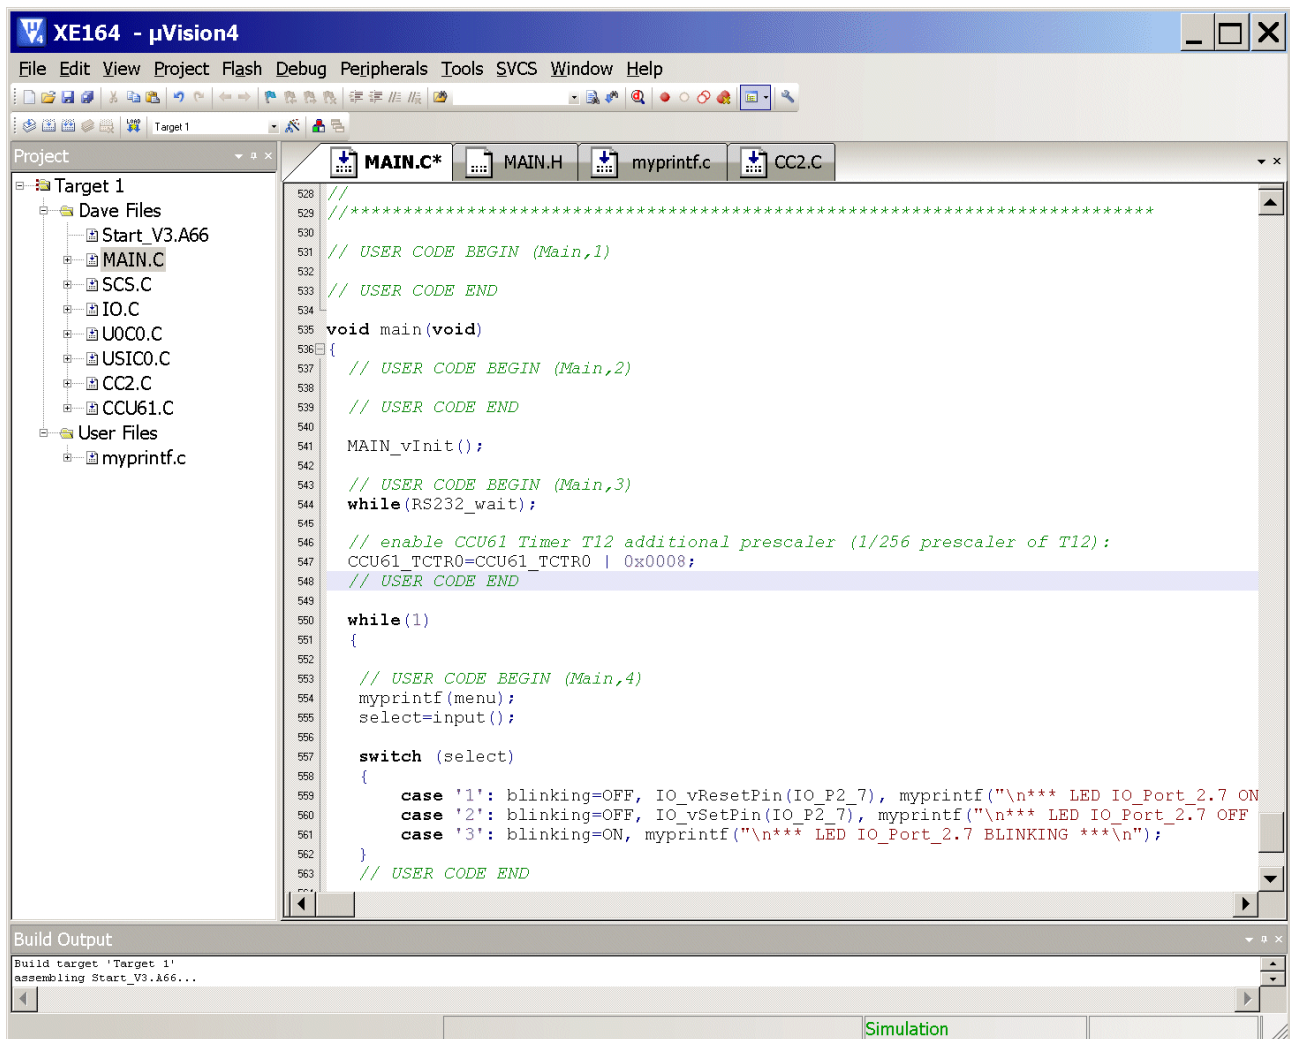 XE164 - µVision4
File Edit View Project Flash Debug Peripherals Tools SVCS Window Help
LOAD Target 1
Project
MAIN.C* MAIN.H myprintf.c CC2.C
Target 1
Dave Files
Start_V3.A66
MAIN.C
SCS.C
IO.C
U0C0.C
USIC0.C
CC2.C
CCU61.C
User Files
myprintf.c
528 //
529 //****************************************************************************
530
531 // USER CODE BEGIN (Main,1)
532
533 // USER CODE END
534
535 void main(void)
536 {
537 // USER CODE BEGIN (Main,2)
538
539 // USER CODE END
540
541 MAIN_vInit();
542
543 // USER CODE BEGIN (Main,3)
544 while(RS232_wait);
545
546 // enable CCU61 Timer T12 additional prescaler (1/256 prescaler of T12):
547 CCU61_TCTR0=CCU61_TCTR0 | 0x0008;
548 // USER CODE END
549
550 while(1)
551 {
552
553 // USER CODE BEGIN (Main,4)
554 myprintf(menu);
555 select=input();
556
557 switch (select)
558 {
559 case '1': blinking=OFF, IO_vResetPin(IO_P2_7), myprintf("\n*** LED IO_Port_2.7 ON
560 case '2': blinking=OFF, IO_vSetPin(IO_P2_7), myprintf("\n*** LED IO_Port_2.7 OFF
561 case '3': blinking=ON, myprintf("\n*** LED IO_Port_2.7 BLINKING ***\n");
562 }
563 // USER CODE END
Build Output
Build target 'Target 1'
assembling Start_V3.A66...
Simulation